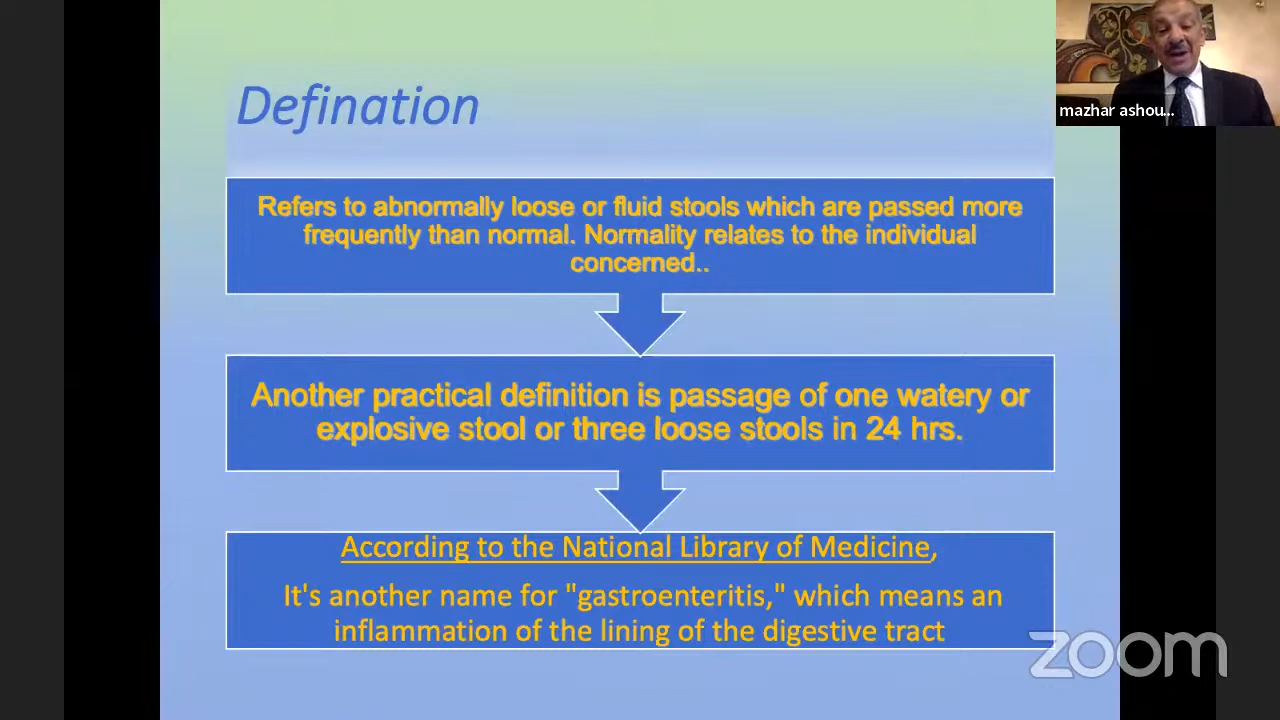 mazhar ashou...
Defination
Refers to abnormally loose or fluid stools which are passed more
frequently than normal. Normality relates to the individual
concerned..
Another practical definition is passage of one watery or
explosive stool or three loose stools in 24 hrs.
According to the National Library of Medicine,
It's another name for "gastroenteritis," which means an
inflammation of the lining of the digestive tract
zoom